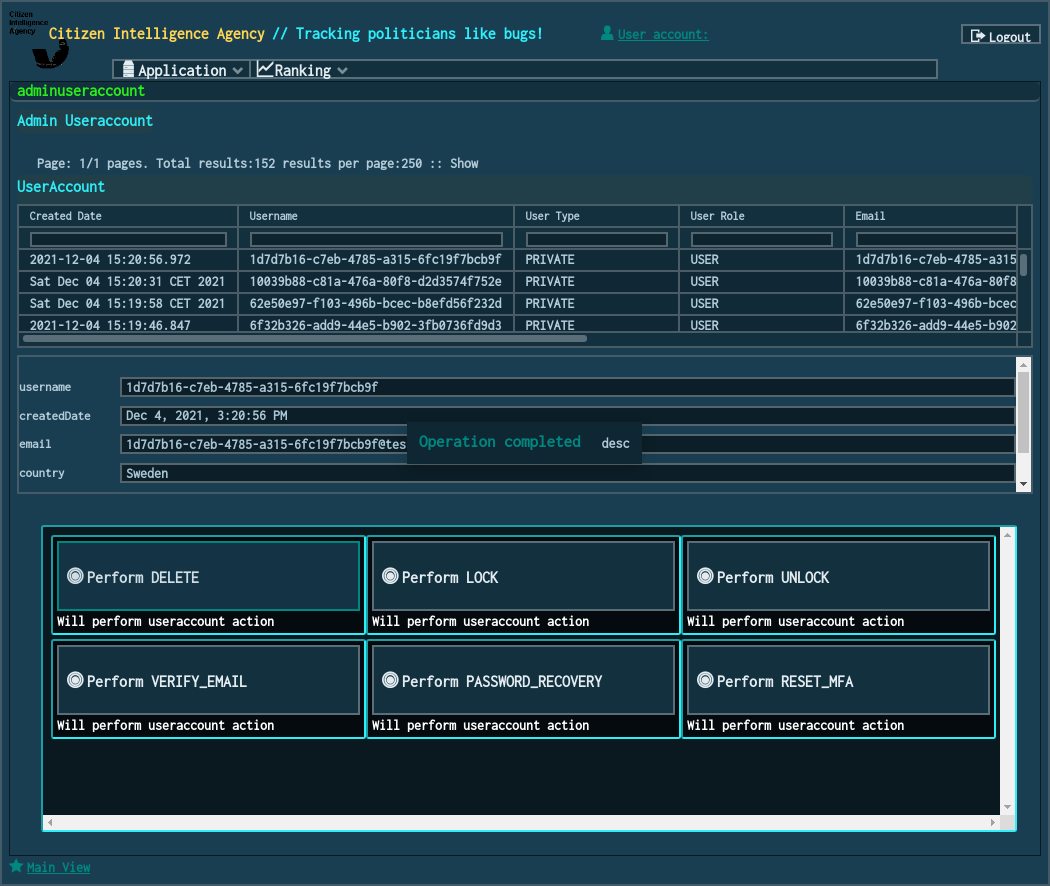 Citizen
Intelligence
Agency
Citizen Intelligence Agency // Tracking politicians like bugs!
User account:
Logout
Application
Ranking
adminuseraccount
Admin Useraccount
Page: 1/1 pages. Total results:152 results per page:250 :: Show
UserAccount
Created Date Username User Type User Role Email
2021-12-04 15:20:56.972 1d7d7b16-c7eb-4785-a315-6fc19f7bcb9f PRIVATE USER 1d7d7b16-c7eb-4785-a315
Sat Dec 04 15:20:31 CET 2021 10039b88-c81a-476a-80f8-d2d3574f752e PRIVATE USER 10039b88-c81a-476a-80f8
Sat Dec 04 15:19:58 CET 2021 62e50e97-f103-496b-bcec-b8efd56f232d PRIVATE USER 62e50e97-f103-496b-bcec
2021-12-04 15:19:46.847 6f32b326-add9-44e5-b902-3fb0736fd9d3 PRIVATE USER 6f32b326-add9-44e5-b902
username 1d7d7b16-c7eb-4785-a315-6fc19f7bcb9f
createdDate Dec 4, 2021, 3:20:56 PM
email 1d7d7b16-c7eb-4785-a315-6fc19f7bcb9f@tes
Operation completed desc
country Sweden
Perform DELETE
Will perform useraccount action
Perform LOCK
Will perform useraccount action
Perform UNLOCK
Will perform useraccount action
Perform VERIFY_EMAIL
Will perform useraccount action
Perform PASSWORD_RECOVERY
Will perform useraccount action
Perform RESET_MFA
Will perform useraccount action
Main View